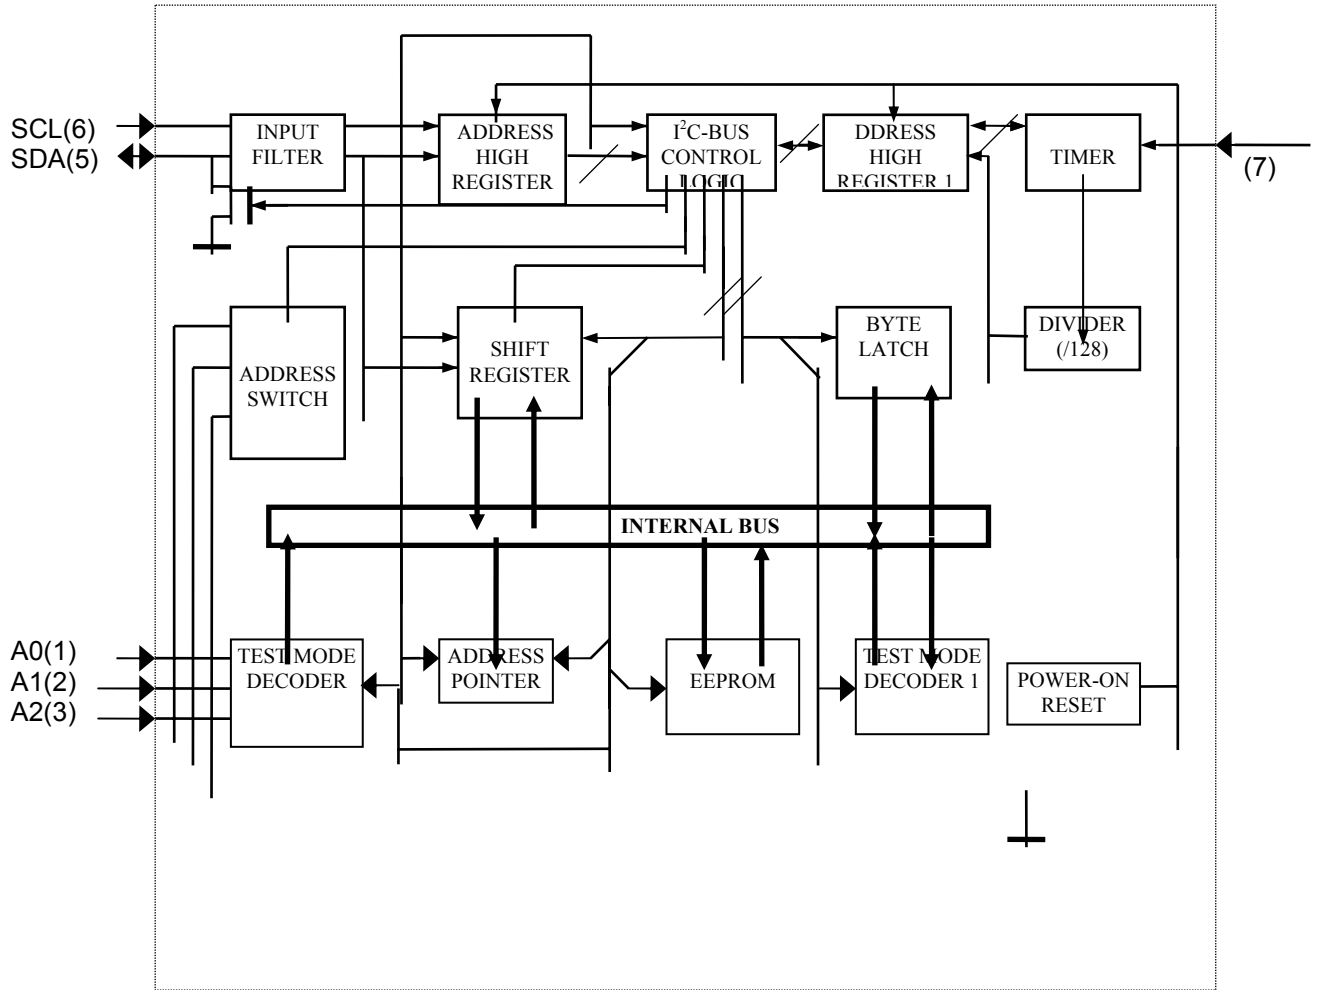 SCL(6)
SDA(5)
INPUT
FILTER
ADDRESS
HIGH
REGISTER
I²C-BUS
CONTROL
LOGIC
DDRESS
HIGH
REGISTER 1
TIMER
(7)
ADDRESS
SWITCH
SHIFT
REGISTER
BYTE
LATCH
DIVIDER
(/128)
INTERNAL BUS
A0(1)
A1(2)
A2(3)
TEST MODE
DECODER
ADDRESS
POINTER
EEPROM
TEST MODE
DECODER 1
POWER-ON
RESET